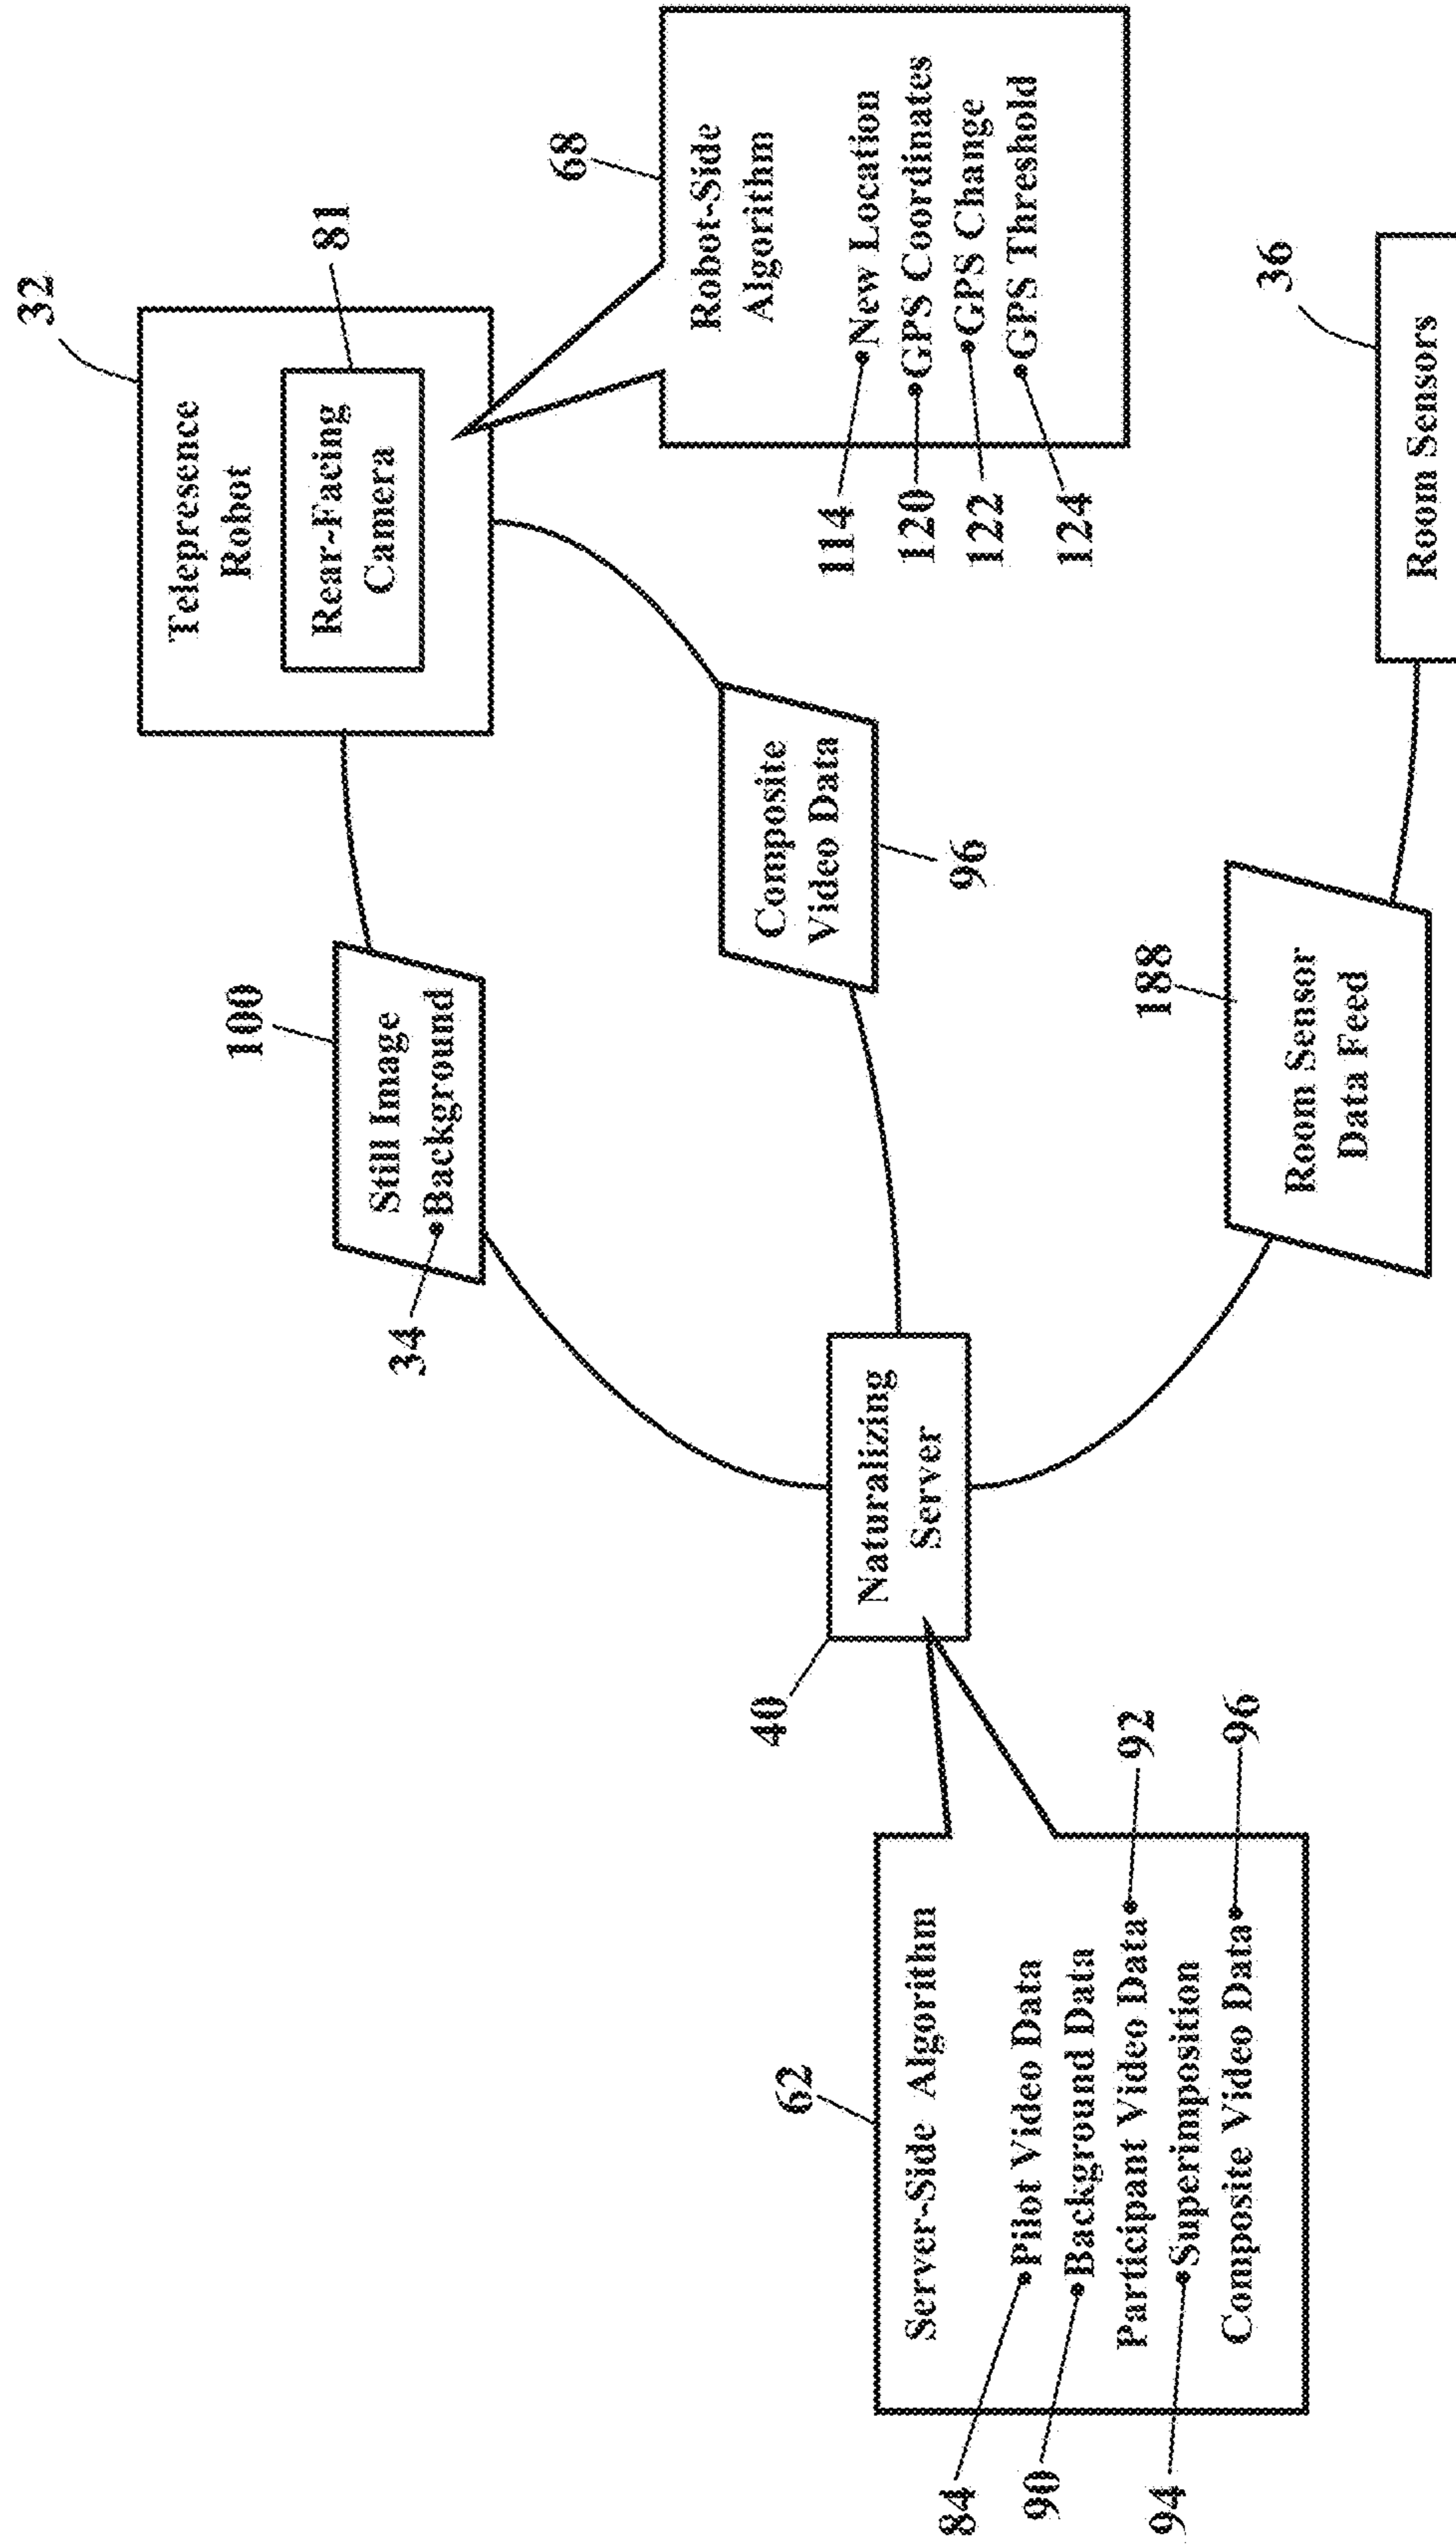 32
Telepresence
Robot
81
Rear-Facing
Camera
100
Still Image
Background
34
68
Robot-Side
Algorithm
114
New Location
120
GPS Coordinates
122
GPS Change
124
GPS Threshold
Composite
Video Data
96
40
Naturalizing
Server
62
Server-Side Algorithm
84
Pilot Video Data
90
Background Data
Participant Video Data
92
94
Superimposition
Composite Video Data
96
188
Room Sensor
Data Feed
36
Room Sensors